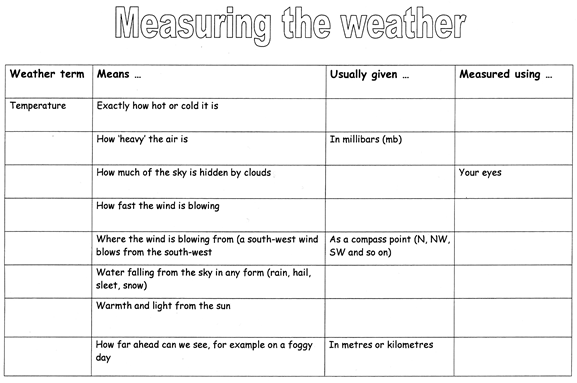 Measuring the weather
Weather term Means … Usually given … Measured using …
Temperature Exactly how hot or cold it is
How 'heavy' the air is In millibars (mb)
How much of the sky is hidden by clouds Your eyes
How fast the wind is blowing
Where the wind is blowing from (a south-west wind As a compass point (N, NW,
blows from the south-west SW and so on)
Water falling from the sky in any form (rain, hail,
sleet, snow)
Warmth and light from the sun
How far ahead can we see, for example on a foggy In metres or kilometres
day